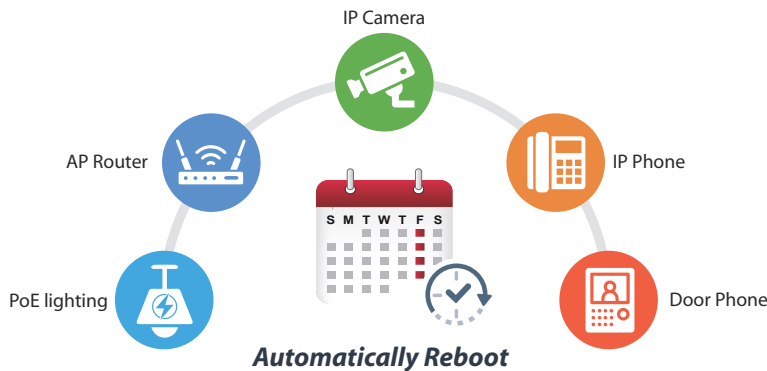 IP Camera
AP Router
IP Phone
S M T W T F S
PoE lighting
Door Phone
Automatically Reboot